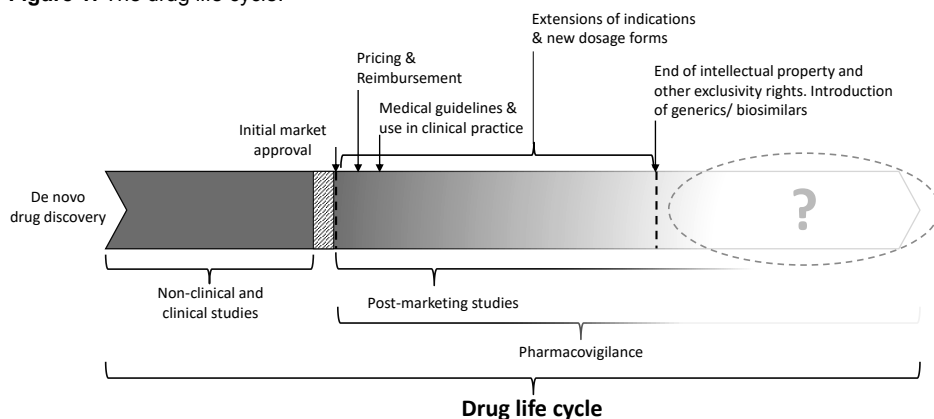 Figure 1. The drug life cycle.
Extensions of indications
& new dosage forms
Pricing &
Reimbursement
End of intellectual property and
other exclusivity rights. Introduction
of generics/ biosimilars
Medical guidelines &
use in clinical practice
Initial market
approval
De novo
drug discovery
?
Non-clinical and
clinical studies
Post-marketing studies
Pharmacovigilance
Drug life cycle